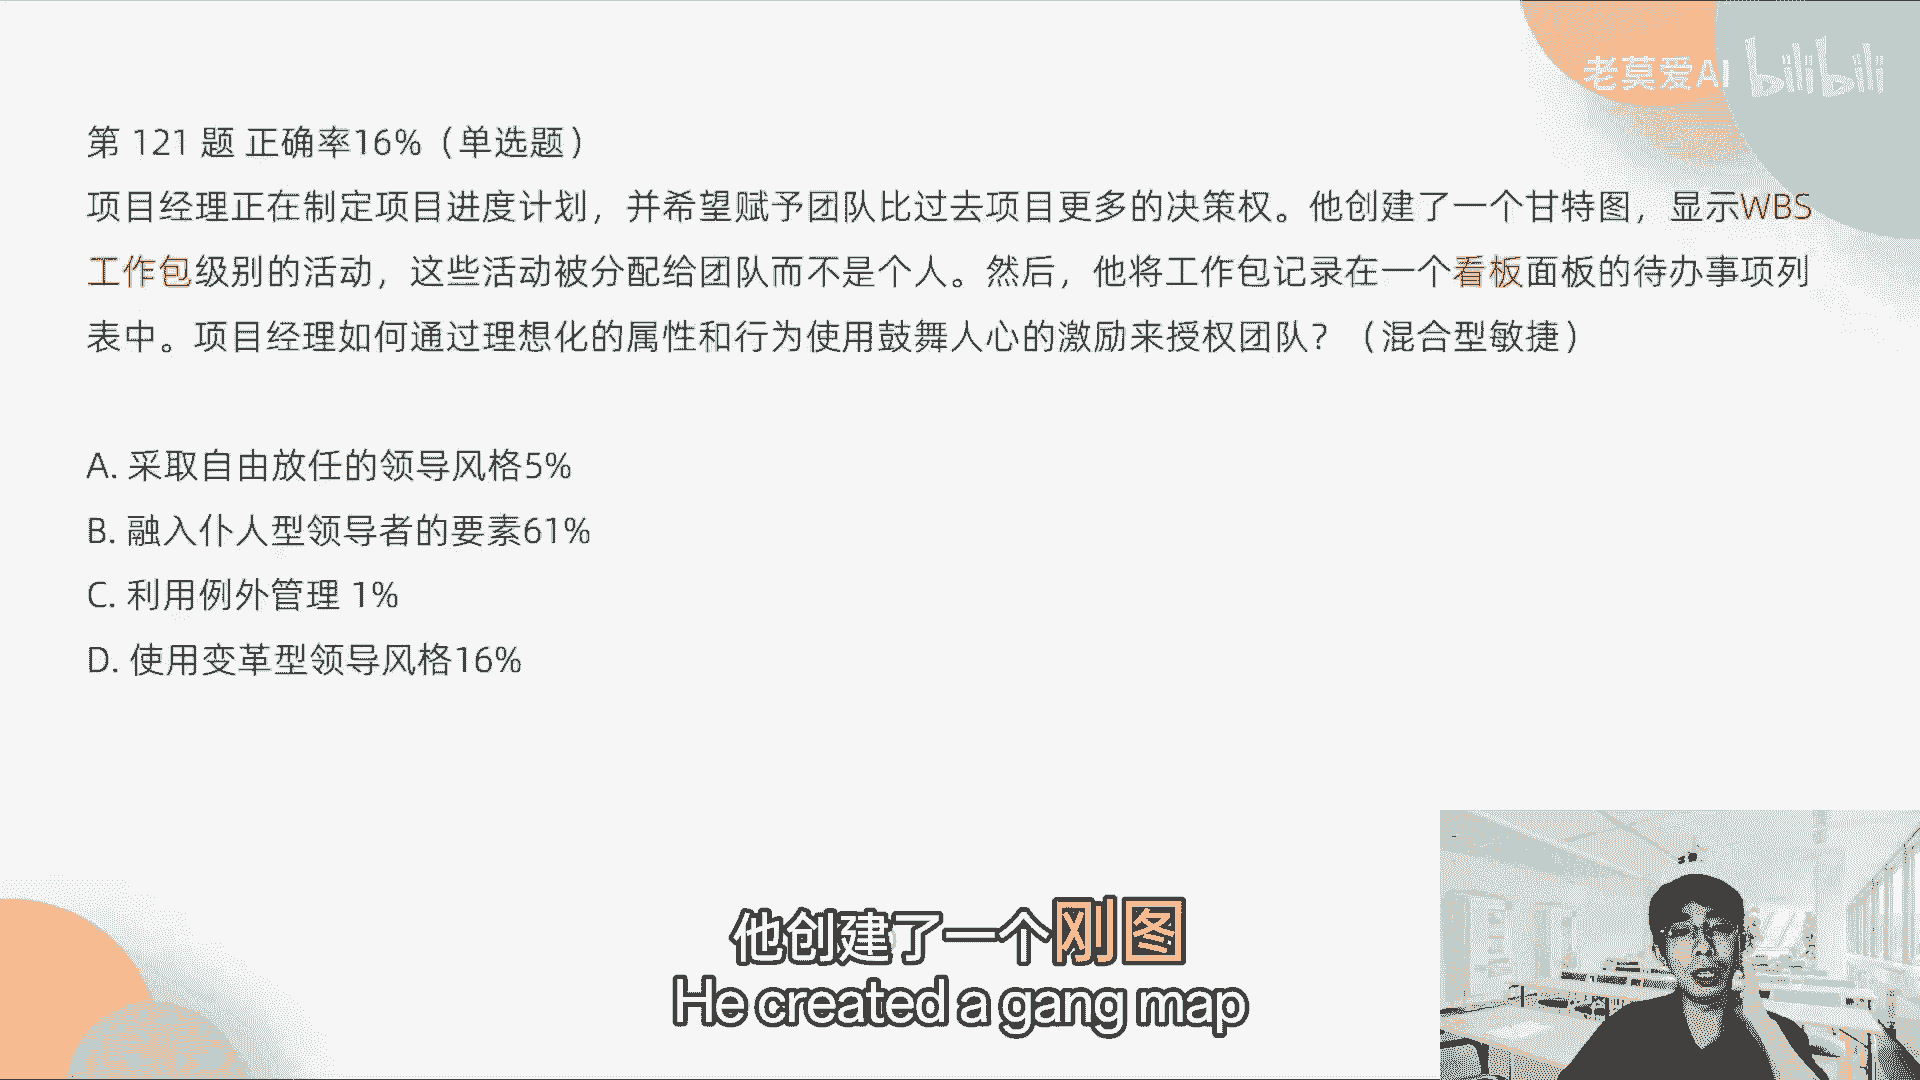 老莫爱AI bilibili
第 121 题 正确率16%（单选题）
项目经理正在制定项目进度计划，并希望赋予团队比过去项目更多的决策权。他创建了一个甘特图，显示WBS
工作包级别的活动，这些活动被分配给团队而不是个人。然后，他将工作包记录在一个看板面板的待办事项列
表中。项目经理如何通过理想化的属性和行为使用鼓舞人心的激励来授权团队？（混合型敏捷）
A. 采取自由放任的领导风格5%
B. 融入仆人型领导者的要素61%
C. 利用例外管理 1%
D. 使用变革型领导风格16%
他创建了一个刚图
He created a gang map